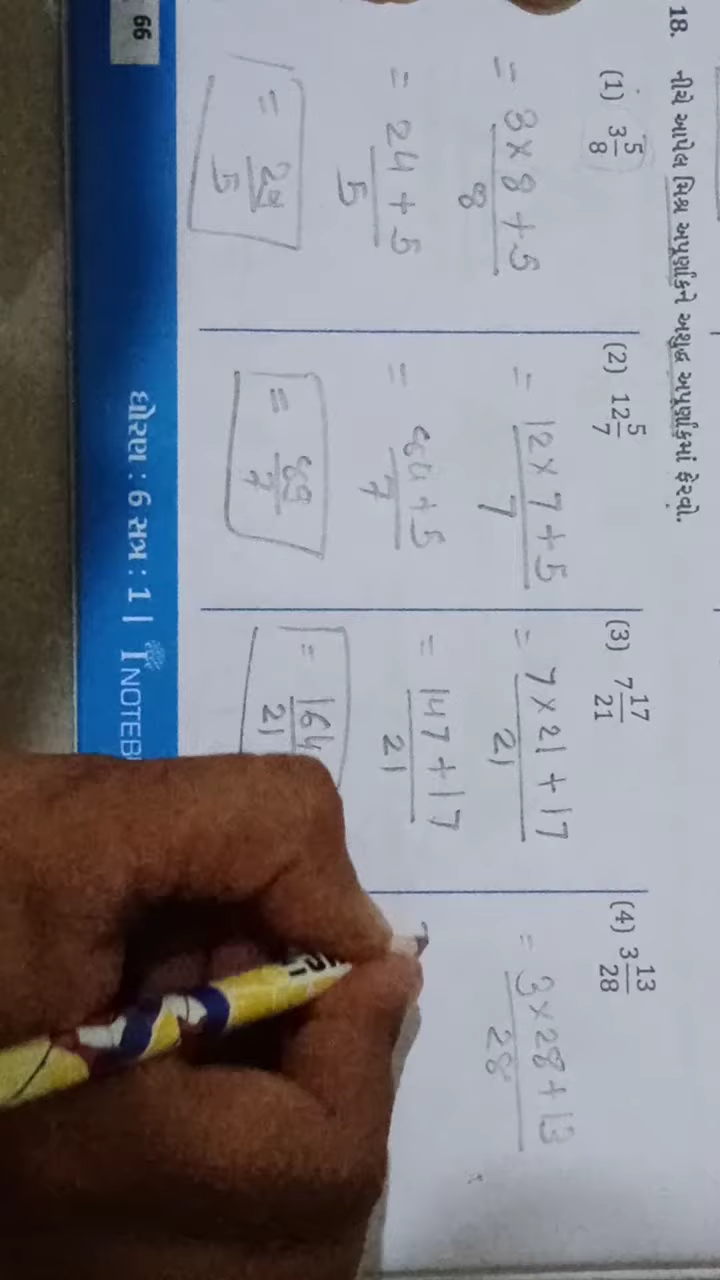 18. નીચે આપેલ મિશ્ર અપૂર્ણાંકને અશુદ્ધ અપૂર્ણાંકમાં ફેરવો.
(1) 3 5/8
= 3 × 8 + 5 / 8
= 24 + 5 / 5
= 29 / 5
(2) 12 5/7
= 12 × 7 + 5 / 7
= 84 + 5 / 7
= 89 / 7
(3) 7 17/21
= 7 × 21 + 17 / 21
= 147 + 17 / 21
= 164 / 21
(4) 3 13/28
= 3 × 28 + 13 / 28
66
ધોરણ : 6 સત્ર : 1 |